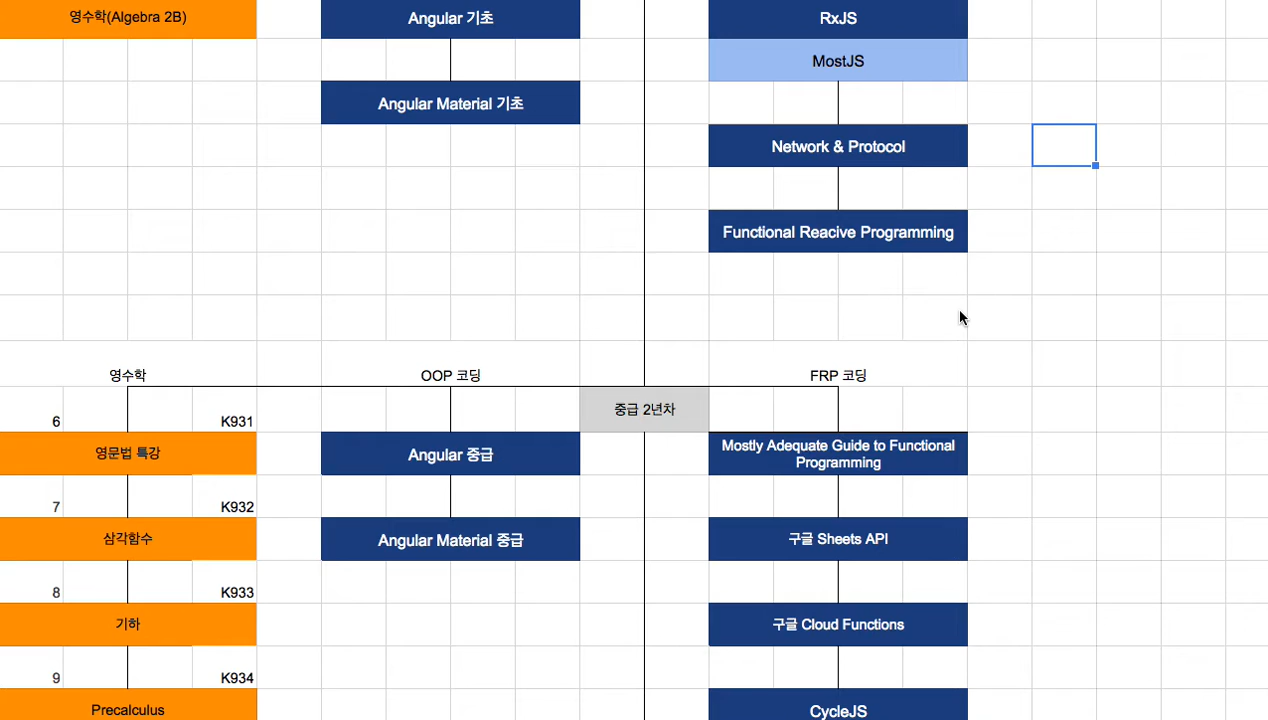 영수학(Algebra 2B)
Angular 기초
RxJS
MostJS
Angular Material 기초
Network & Protocol
Functional Reacive Programming
영수학
OOP 코딩
FRP 코딩
중급 2년차
6
K931
영문법 특강
Angular 중급
Mostly Adequate Guide to Functional
Programming
7
K932
삼각함수
Angular Material 중급
구글 Sheets API
8
K933
기하
구글 Cloud Functions
9
K934
Precalculus
CycleJS